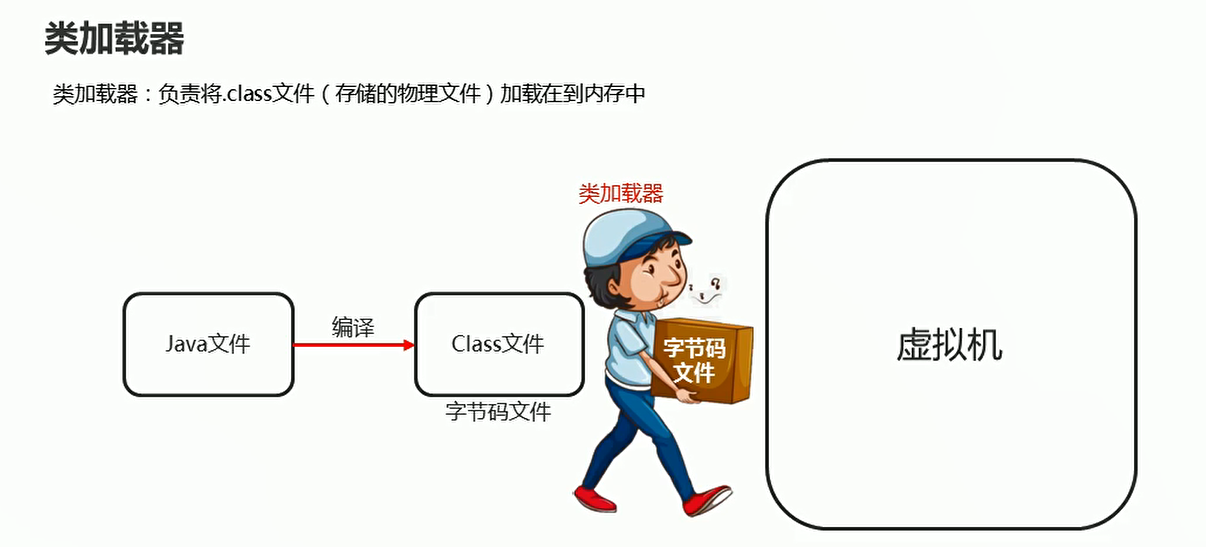 类加载器
类加载器：负责将.class文件（存储的物理文件）加载在到内存中
类加载器
Java文件
编译
Class文件
字节码文件
字节码
文件
虚拟机